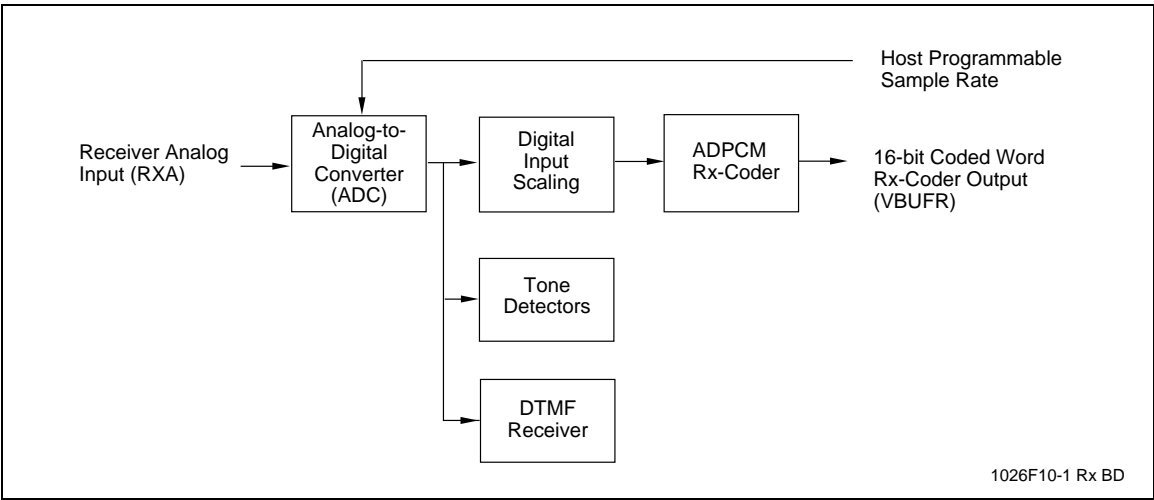 Host Programmable
Sample Rate
Receiver Analog
Input (RXA)
Analog-to-
Digital
Converter
(ADC)
Digital
Input
Scaling
ADPCM
Rx-Coder
16-bit Coded Word
Rx-Coder Output
(VBUFR)
Tone
Detectors
DTMF
Receiver
1026F10-1 Rx BD